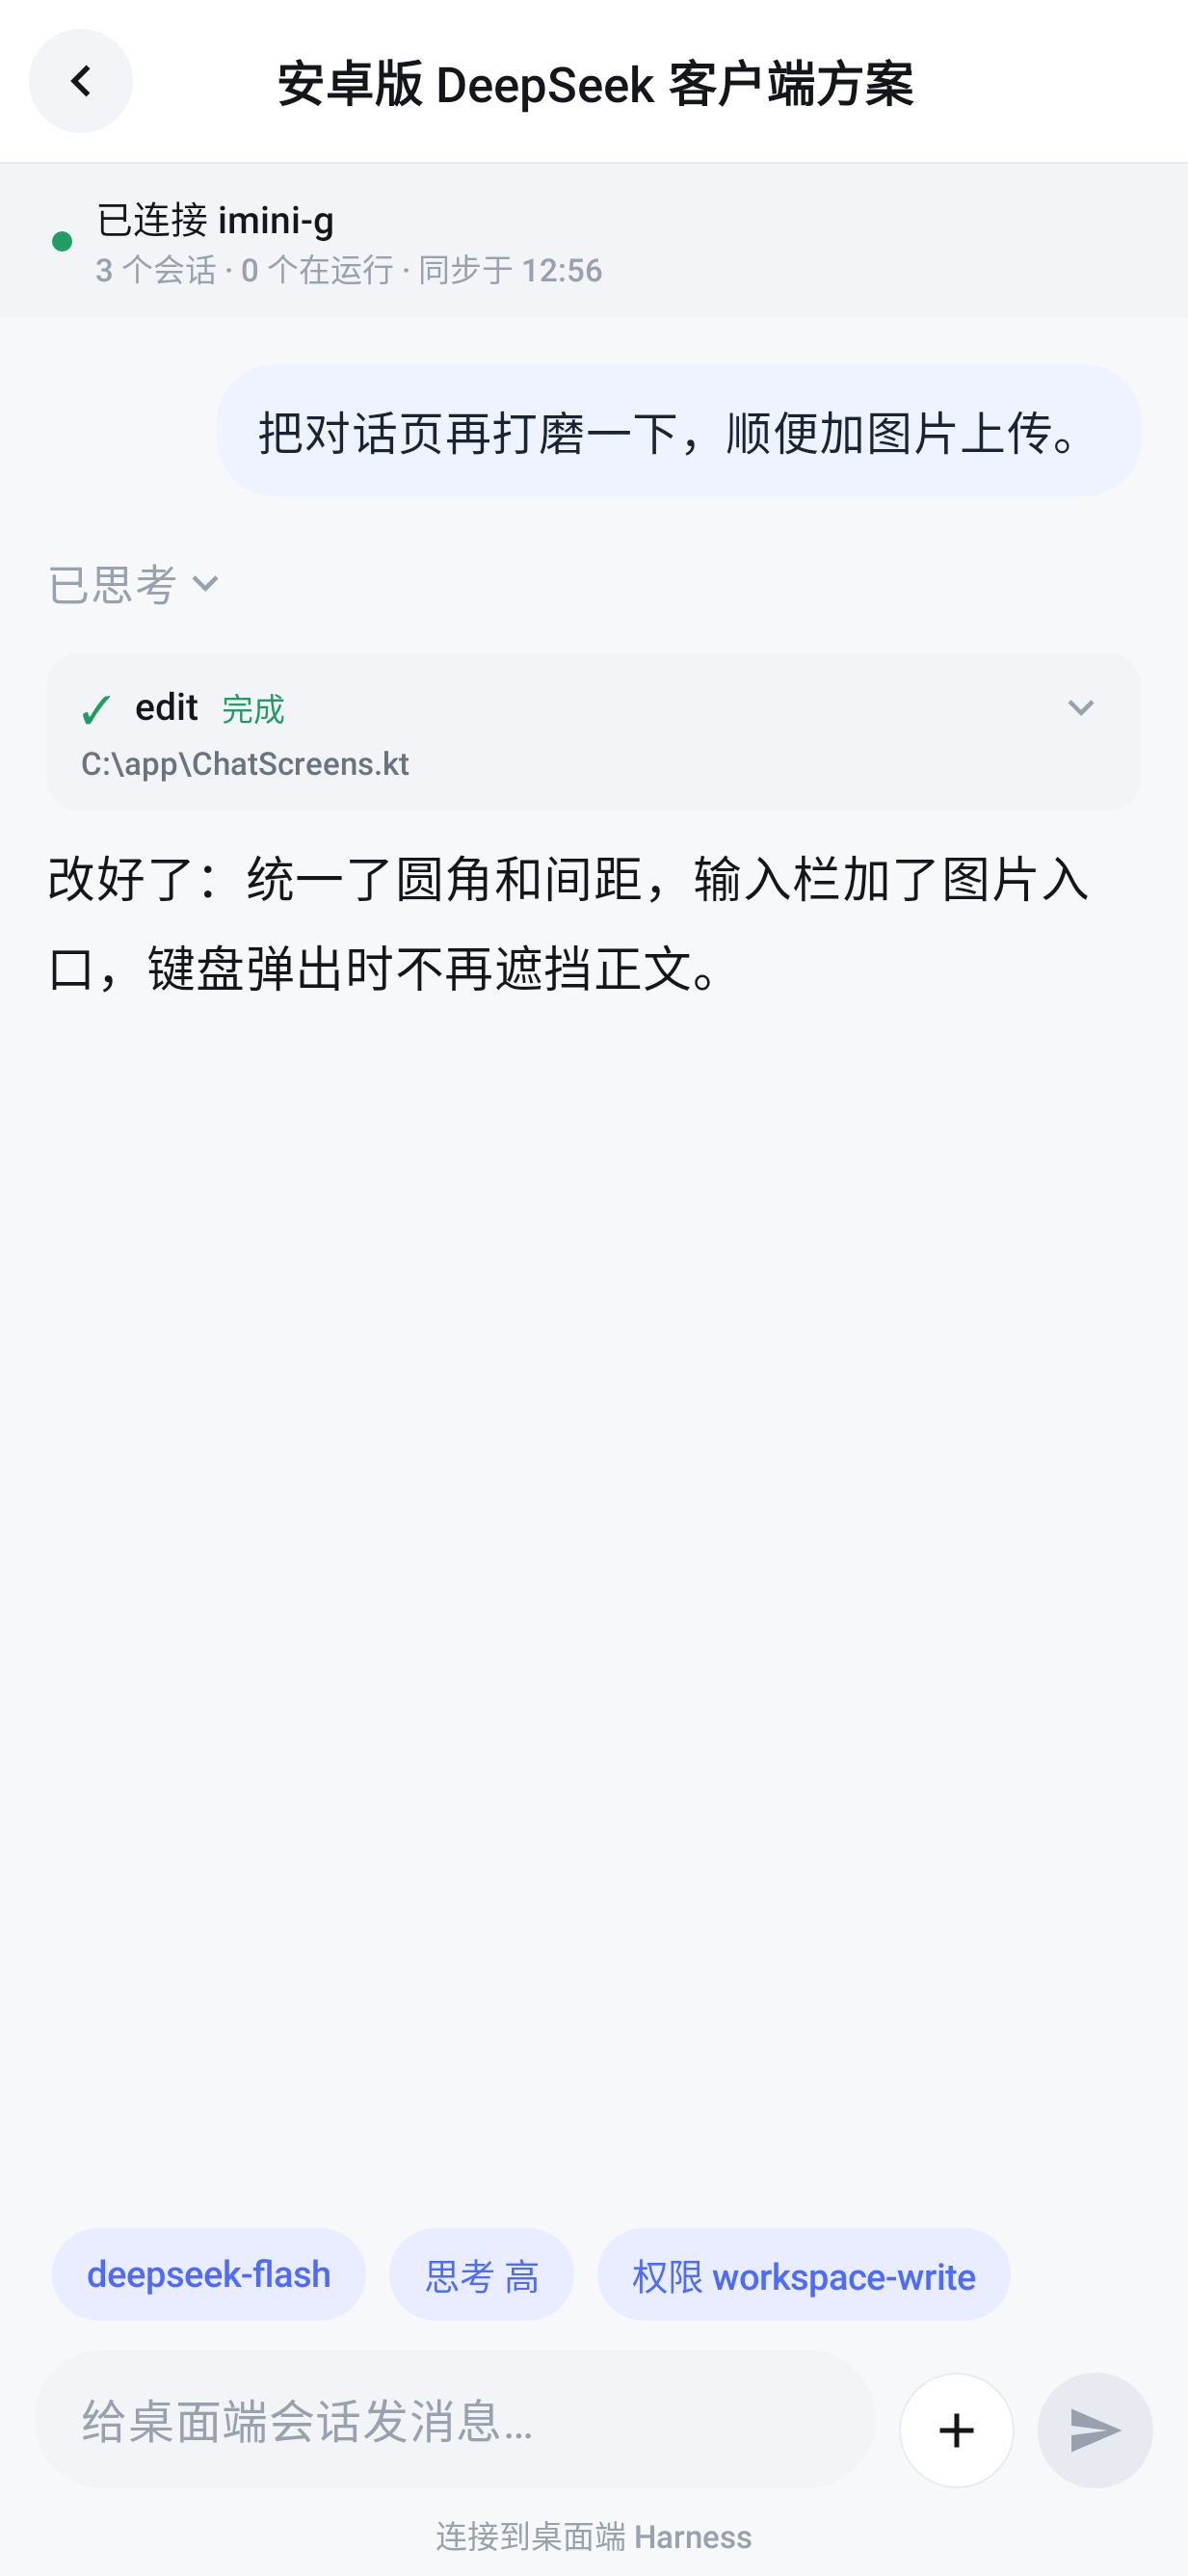 安卓版 DeepSeek 客户端方案
已连接 imini-g
3 个会话 · 0 个在运行 · 同步于 12:56
把对话页再打磨一下，顺便加图片上传。
已思考
✓ edit 完成
C:\app\ChatScreens.kt
改好了：统一了圆角和间距，输入栏加了图片入
口，键盘弹出时不再遮挡正文。
deepseek-flash 思考 高 权限 workspace-write
给桌面端会话发消息…
连接到桌面端 Harness